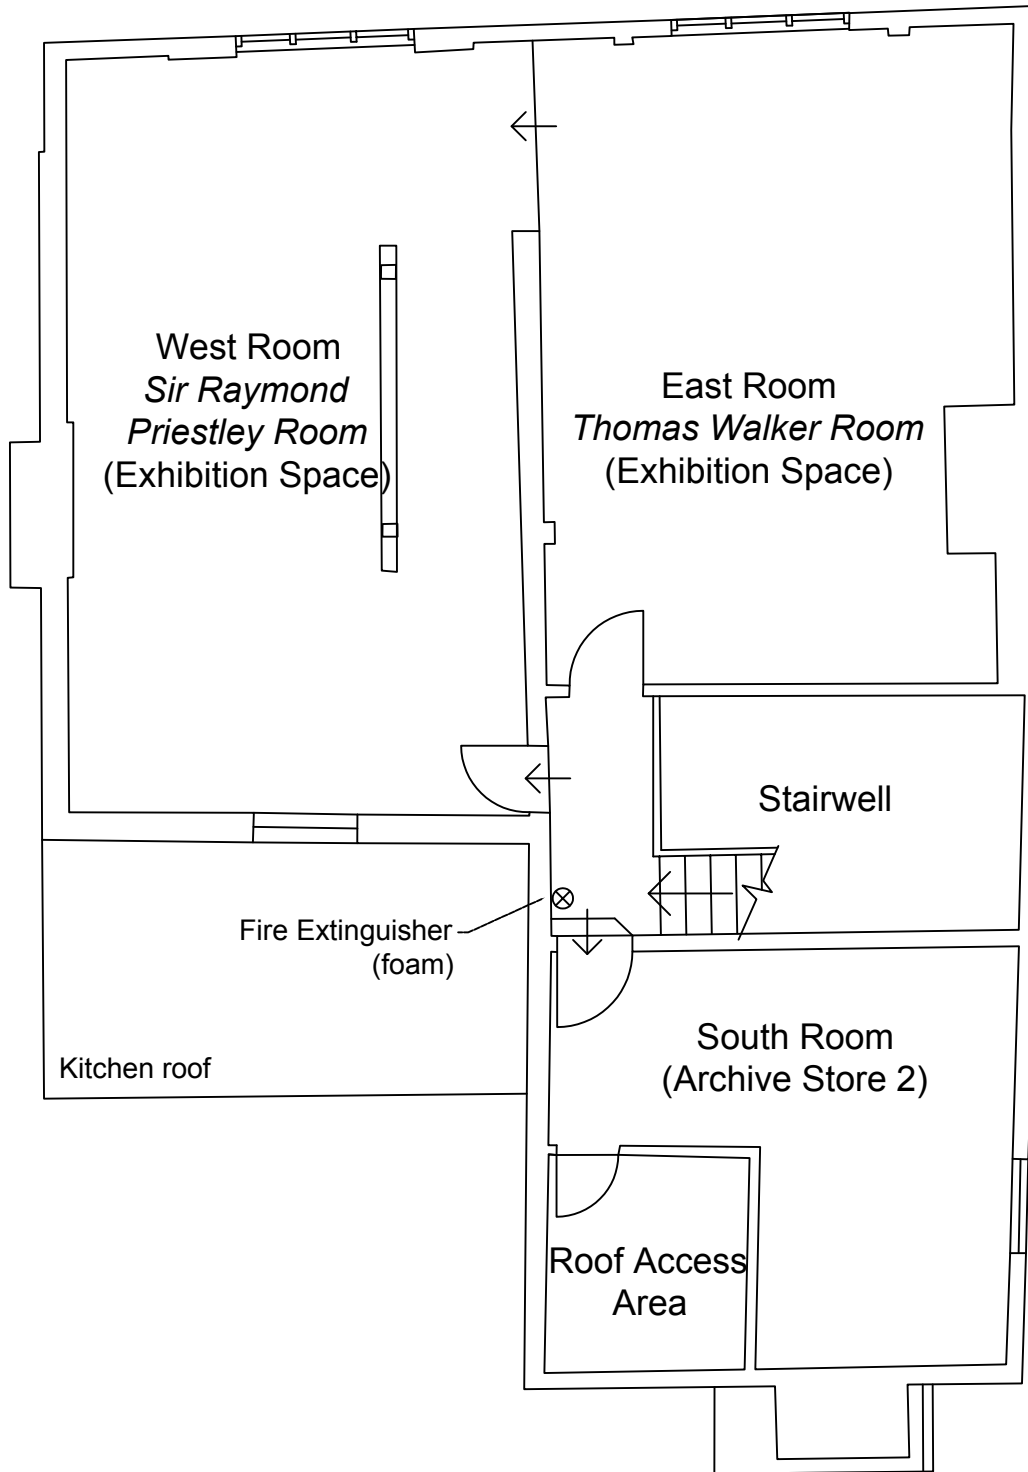 West Room
Sir Raymond
Priestley Room
(Exhibition Space)
East Room
Thomas Walker Room
(Exhibition Space)
Stairwell
Fire Extinguisher
(foam)
Kitchen roof
South Room
(Archive Store 2)
Roof Access
Area